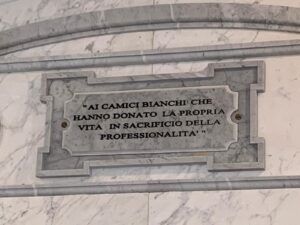 "AI CAMICI BIANCHI CHE
HANNO DONATO LA PROPRIA
VITA IN SACRIFICIO DELLA
PROFESSIONALITA' "